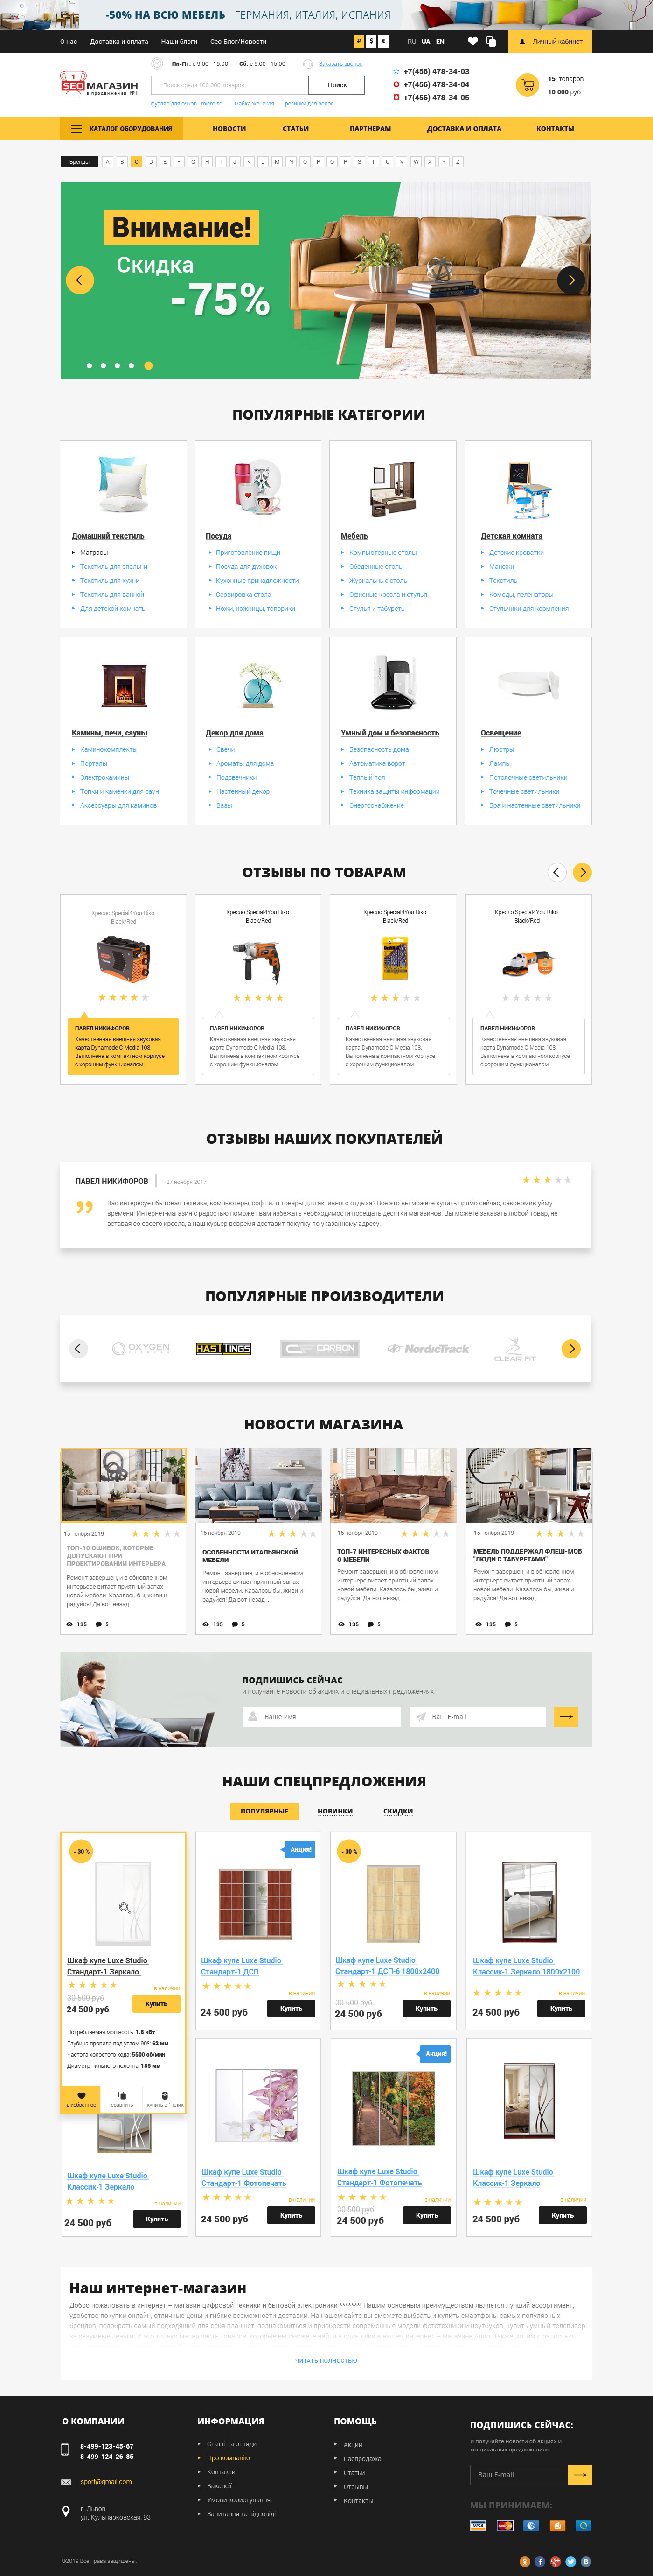 -50% НА ВСЮ МЕБЕЛЬ - ГЕРМАНИЯ, ИТАЛИЯ, ИСПАНИЯ
О нас Доставка и оплата Наши блоги Сео-Блог/Новости ₽ $ € RU UA EN Личный кабинет
Пн-Пт: с 9.00 - 19.00 Сб: с 9.00 - 15.00 Заказать звонок
SEO МАГАЗИН
в продвижении №1
Поиск среди 100 000 товаров Поиск
футляр для очков micro sd майка женская резинки для волос
+7(456) 478-34-03
+7(456) 478-34-04
+7(456) 478-34-05
15 товаров
10 000 руб.
КАТАЛОГ ОБОРУДОВАНИЯ НОВОСТИ СТАТЬИ ПАРТНЕРАМ ДОСТАВКА И ОПЛАТА КОНТАКТЫ
Бренды A B C D E F G H I J K L M N O P Q R S T U V W X Y Z
Внимание!
Скидка
-75%
ПОПУЛЯРНЫЕ КАТЕГОРИИ
Домашний текстиль
Матрасы
Текстиль для спальни
Текстиль для кухни
Текстиль для ванной
Для детской комнаты
Посуда
Приготовление пищи
Посуда для духовок
Кухонные принадлежности
Сервировка стола
Ножи, ножницы, топорики
Мебель
Компьютерные столы
Обеденные столы
Журнальные столы
Офисные кресла и стулья
Стулья и табуреты
Детская комната
Детские кроватки
Манежи
Текстиль
Комоды, пеленаторы
Стульчики для кормления
Камины, печи, сауны
Каминокомплекты
Порталы
Электрокамины
Топки и каменки для саун
Аксессуары для каминов
Декор для дома
Свечи
Ароматы для дома
Подсвечники
Настенный декор
Вазы
Умный дом и безопасность
Безопасность дома
Автоматика ворот
Теплый пол
Техника защиты информации
Энергоснабжение
Освещение
Люстры
Лампы
Потолочные светильники
Точечные светильники
Бра и настенные светильники
ОТЗЫВЫ ПО ТОВАРАМ
Кресло Special4You Riko
Black/Red
ПАВЕЛ НИКИФОРОВ
Качественная внешняя звуковая
карта Dynamode C-Media 108.
Выполнена в компактном корпусе
с хорошим функционалом.
Кресло Special4You Riko
Black/Red
ПАВЕЛ НИКИФОРОВ
Качественная внешняя звуковая
карта Dynamode C-Media 108.
Выполнена в компактном корпусе
с хорошим функционалом.
Кресло Special4You Riko
Black/Red
ПАВЕЛ НИКИФОРОВ
Качественная внешняя звуковая
карта Dynamode C-Media 108.
Выполнена в компактном корпусе
с хорошим функционалом.
Кресло Special4You Riko
Black/Red
ПАВЕЛ НИКИФОРОВ
Качественная внешняя звуковая
карта Dynamode C-Media 108.
Выполнена в компактном корпусе
с хорошим функционалом.
ОТЗЫВЫ НАШИХ ПОКУПАТЕЛЕЙ
ПАВЕЛ НИКИФОРОВ 27 ноября 2017
Вас интересует бытовая техника, компьютеры, софт или товары для активного отдыха? Все это вы можете купить прямо сейчас, сэкономив уйму
времени! Интернет-магазин с радостью поможет вам избежать необходимости посещать десятки магазинов. Вы можете заказать любой товар, не
вставая со своего кресла, а наш курьер вовремя доставит покупку по указанному адресу.
ПОПУЛЯРНЫЕ ПРОИЗВОДИТЕЛИ
OXYGEN HASTTINGS CARBON NordicTrack CLEAR FIT
НОВОСТИ МАГАЗИНА
15 ноября 2019
ТОП-10 ОШИБОК, КОТОРЫЕ
ДОПУСКАЮТ ПРИ
ПРОЕКТИРОВАНИИ ИНТЕРЬЕРА
Ремонт завершен, и в обновленном
интерьере витает приятный запах
новой мебели. Казалось бы, живи и
радуйся! Да вот незад ...
135 5
15 ноября 2019
ОСОБЕННОСТИ ИТАЛЬЯНСКОЙ
МЕБЕЛИ
Ремонт завершен, и в обновленном
интерьере витает приятный запах
новой мебели. Казалось бы, живи и
радуйся! Да вот незад ..
135 5
15 ноября 2019
ТОП-7 ИНТЕРЕСНЫХ ФАКТОВ
О МЕБЕЛИ
Ремонт завершен, и в обновленном
интерьере витает приятный запах
новой мебели. Казалось бы, живи и
радуйся! Да вот незад ..
135 5
15 ноября 2019
МЕБЕЛЬ ПОДДЕРЖАЛ ФЛЕШ-МОБ
"ЛЮДИ С ТАБУРЕТАМИ"
Ремонт завершен, и в обновленном
интерьере витает приятный запах
новой мебели. Казалось бы, живи и
радуйся! Да вот незад ..
135 5
ПОДПИШИТЬ СЕЙЧАС
и получайте новости об акциях и специальных предложениях
Ваше имя Ваш E-mail
НАШИ СПЕЦПРЕДЛОЖЕНИЯ
ПОПУЛЯРНЫЕ НОВИНКИ СКИДКИ
- 30 %
Шкаф купе Luxe Studio
Стандарт-1 Зеркало
в наличии
30 500 руб
24 500 руб Купить
Потребляемая мощность: 1.8 кВт
Глубина пропила под углом 90º: 62 мм
Частота холостого хода: 5500 об/мин
Диаметр пильного полотна: 185 мм
в избранное сравнить купить в 1 клик
Акция!
Шкаф купе Luxe Studio
Стандарт-1 ДСП
в наличии
24 500 руб Купить
- 30 %
Шкаф купе Luxe Studio
Стандарт-1 ДСП-6 1800х2400
в наличии
30 500 руб
24 500 руб Купить
Шкаф купе Luxe Studio
Классик-1 Зеркало 1800х2100
в наличии
24 500 руб Купить
Шкаф купе Luxe Studio
Классик-1 Зеркало
в наличии
24 500 руб Купить
Шкаф купе Luxe Studio
Стандарт-1 Фотопечать
в наличии
24 500 руб Купить
Акция!
Шкаф купе Luxe Studio
Стандарт-1 Фотопечать
в наличии
30 500 руб
24 500 руб Купить
Шкаф купе Luxe Studio
Классик-1 Зеркало
в наличии
24 500 руб Купить
Наш интернет-магазин
Добро пожаловать в интернет – магазин цифровой техники и бытовой электроники *******! Нашим основным преимуществом является лучший ассортимент,
удобство покупки онлайн, отличные цены и гибкие возможности доставки. На нашем сайте вы сможете выбрать и купить смартфоны самых популярных
брендов, подобрать самый подходящий для себя планшет, познакомиться и приобрести современные модели фототехники и ноутбуков, купить умный телевизор
ЧИТАТЬ ПОЛНОСТЬЮ
О КОМПАНИИ
8-499-123-45-67
8-499-124-26-85
sport@gmail.com
г. Львов
ул. Кульпарковская, 93
ИНФОРМАЦИЯ
Статті та огляди
Про компанію
Контакти
Вакансії
Умови користування
Запитання та відповіді
ПОМОЩЬ
Акции
Распродажа
Статьи
Отзывы
Контакты
ПОДПИШИТЬ СЕЙЧАС:
и получайте новости об акциях и
специальных предложениях
Ваш E-mail
МЫ ПРИНИМАЕМ:
VISA MasterCard
©2019 Все права защищены.